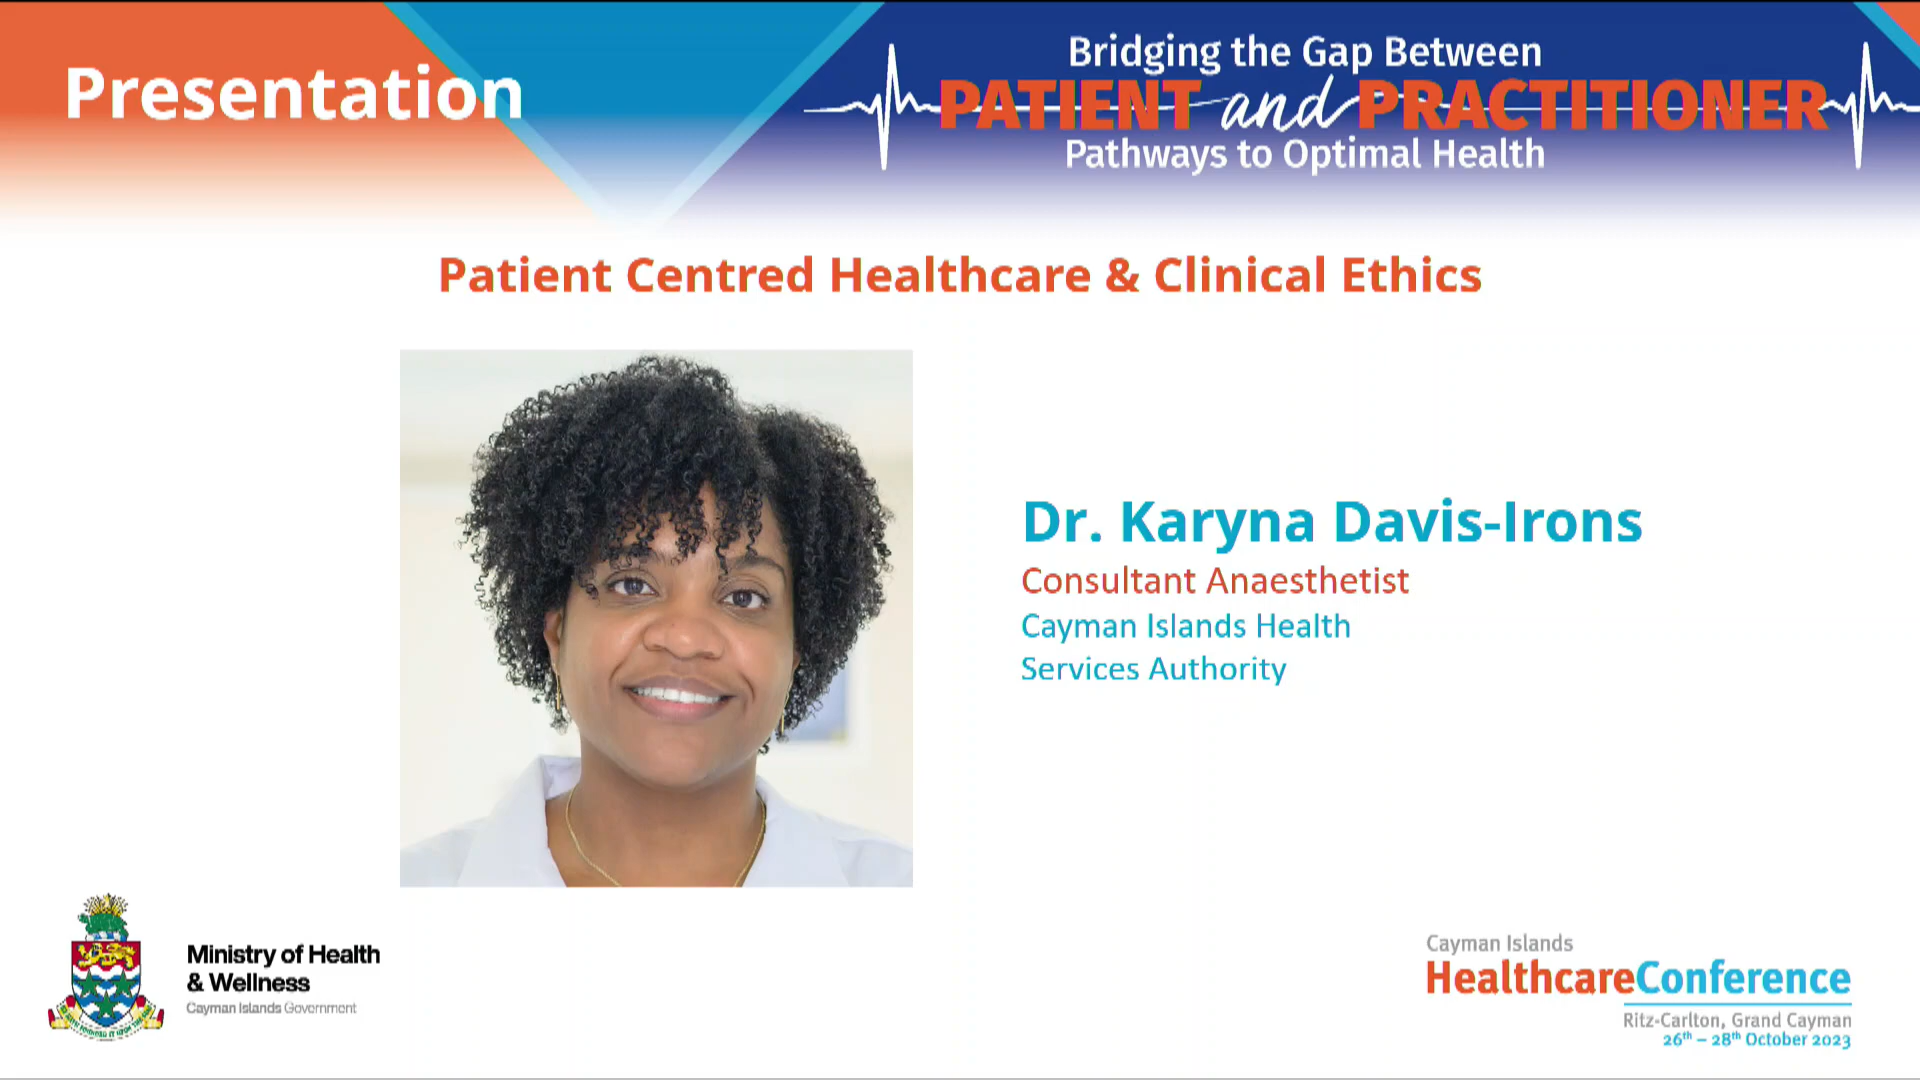 Presentation
Bridging the Gap Between
PATIENT and PRACTITIONER
Pathways to Optimal Health
Patient Centred Healthcare & Clinical Ethics
Dr. Karyna Davis-Irons
Consultant Anaesthetist
Cayman Islands Health
Services Authority
Ministry of Health
& Wellness
Cayman Islands Government
Cayman Islands
HealthcareConference
Ritz-Carlton, Grand Cayman
26th – 28th October 2023